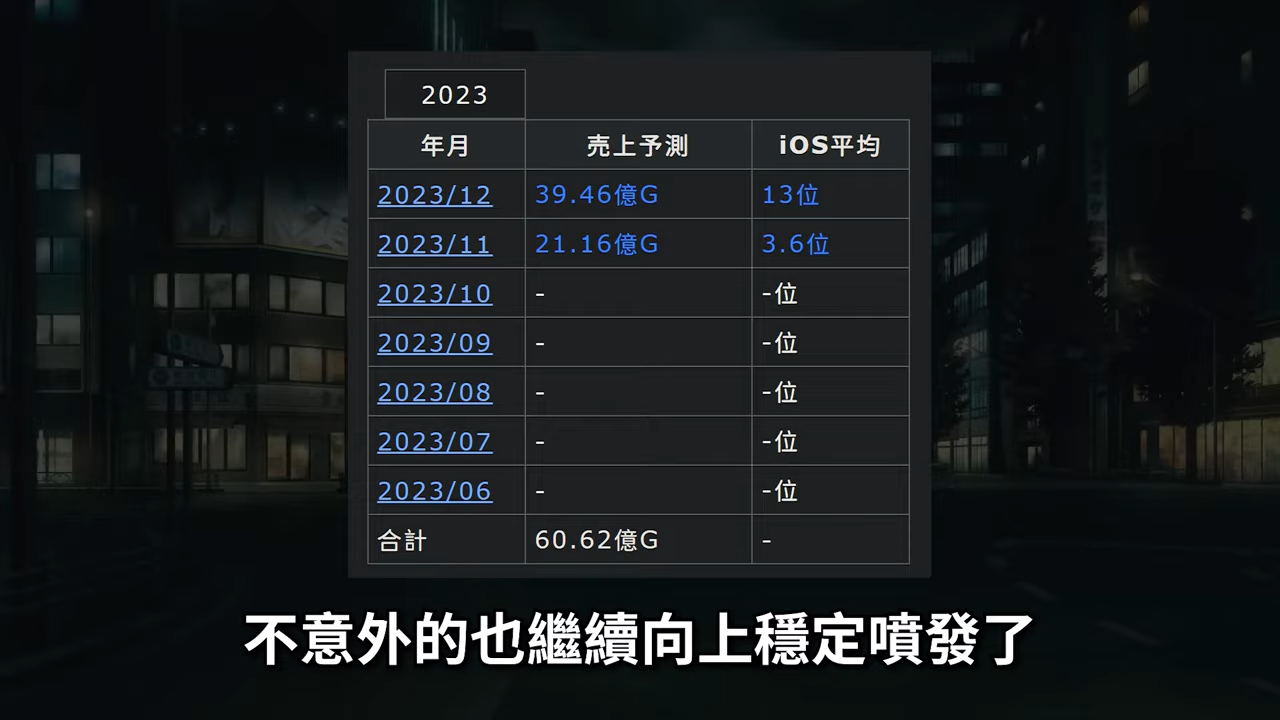 2023
年月 売上予測 iOS平均
2023/12 39.46億G 13位
2023/11 21.16億G 3.6位
2023/10 - -位
2023/09 - -位
2023/08 - -位
2023/07 - -位
2023/06 - -位
合計 60.62億G -
不意外的也繼續向上穩定噴發了